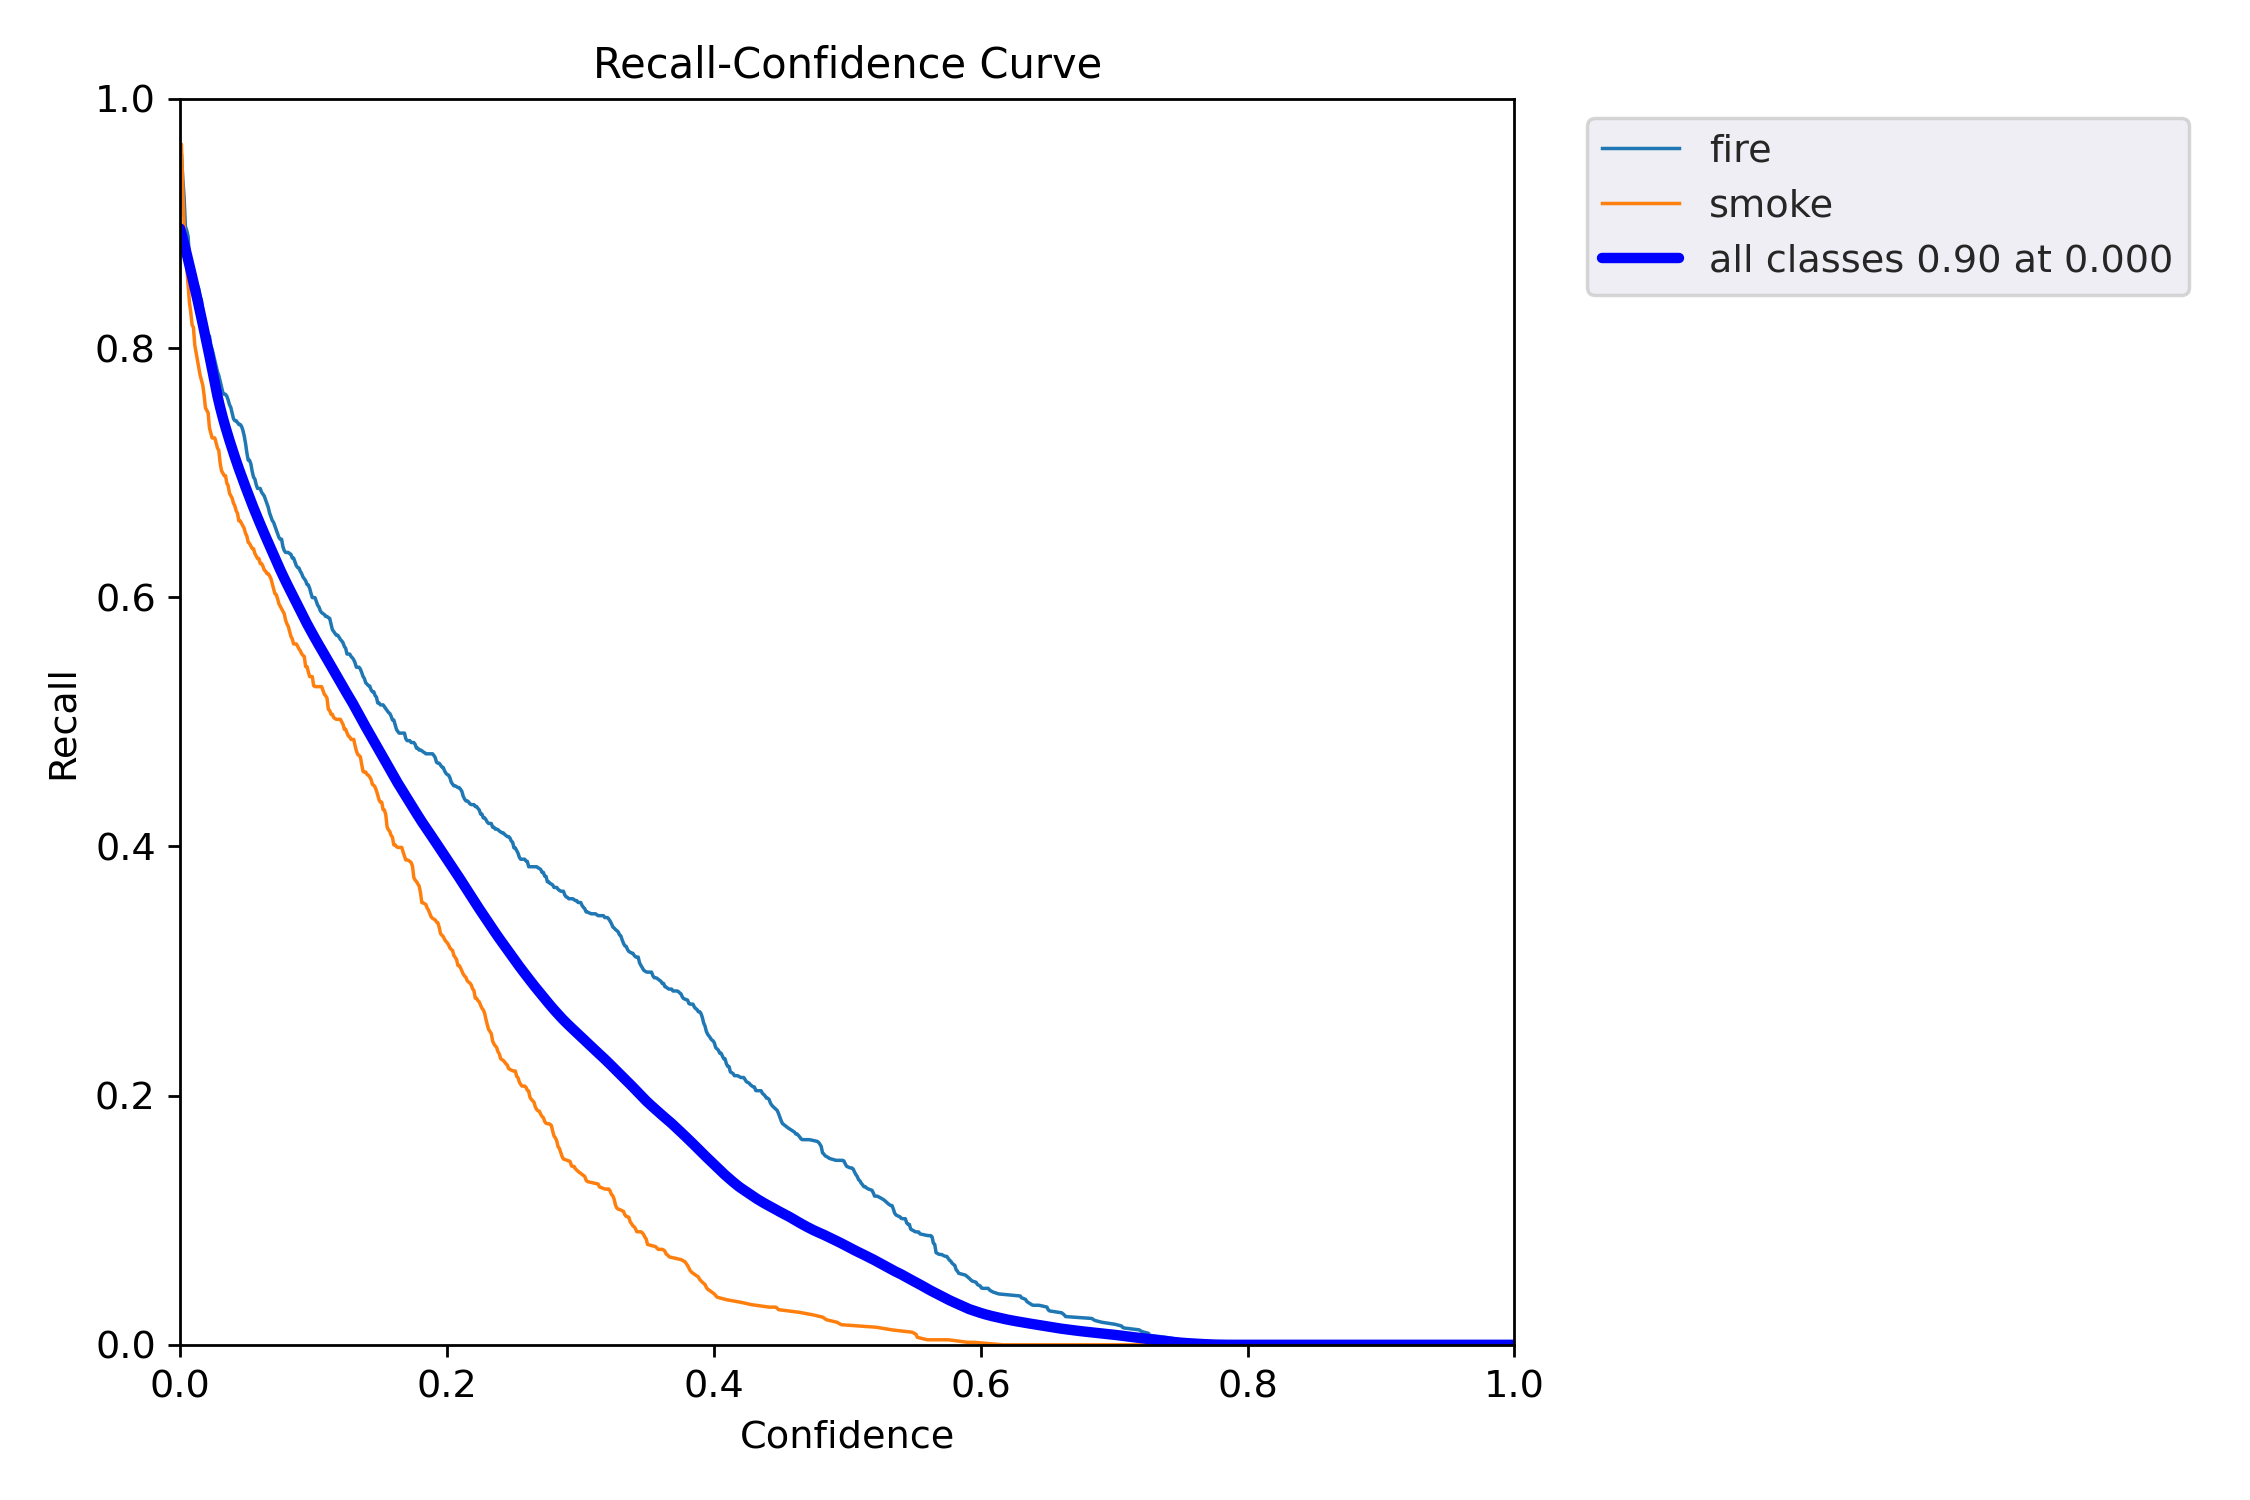 Recall-Confidence Curve
1.0
0.8
0.6
0.4
0.2
0.0
Recall
0.0 0.2 0.4 0.6 0.8 1.0
Confidence
fire
smoke
all classes 0.90 at 0.000